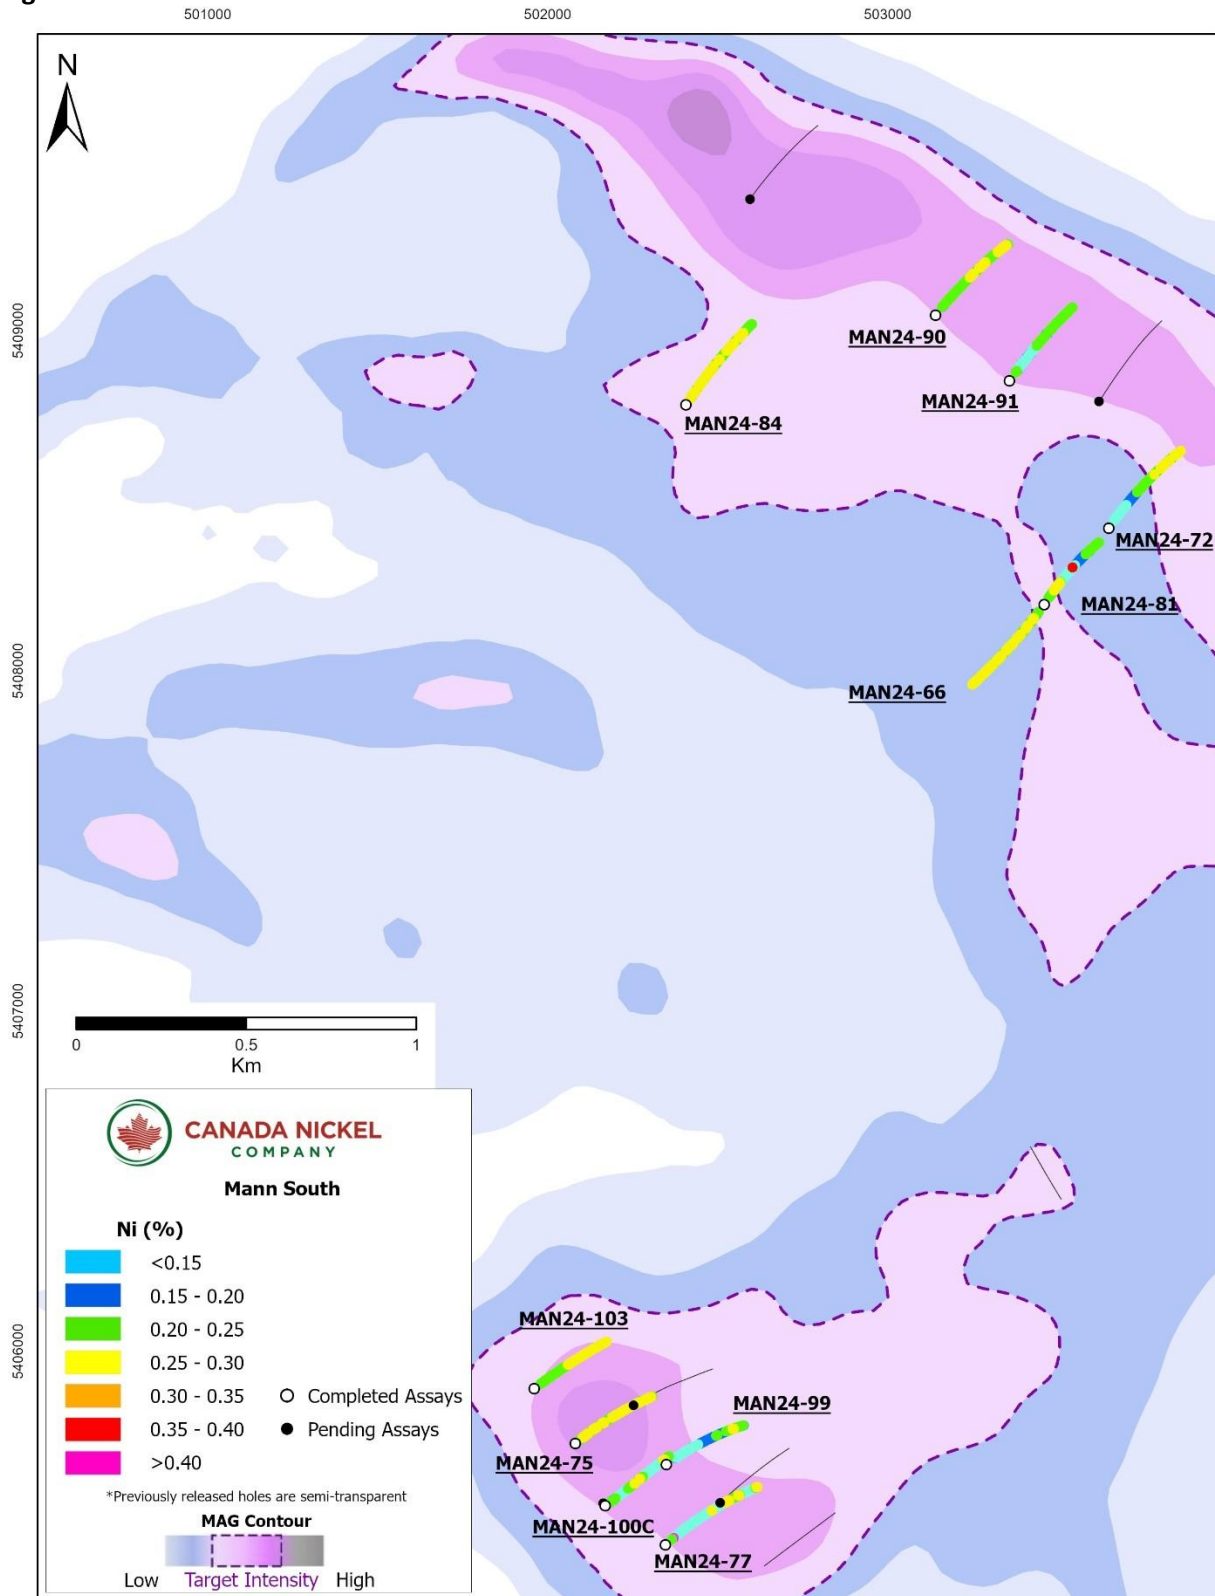 g
501000
502000
503000
N
5409000
5408000
5407000
5406000
MAN24-90
MAN24-91
MAN24-84
MAN24-72
MAN24-81
MAN24-66
0
0.5
1
Km
CANADA NICKEL
COMPANY
Mann South
Ni (%)
<0.15
0.15 - 0.20
0.20 - 0.25
0.25 - 0.30
0.30 - 0.35
0.35 - 0.40
>0.40
Completed Assays
Pending Assays
*Previously released holes are semi-transparent
MAG Contour
Low Target Intensity High
MAN24-103
MAN24-99
MAN24-75
MAN24-100C
MAN24-77